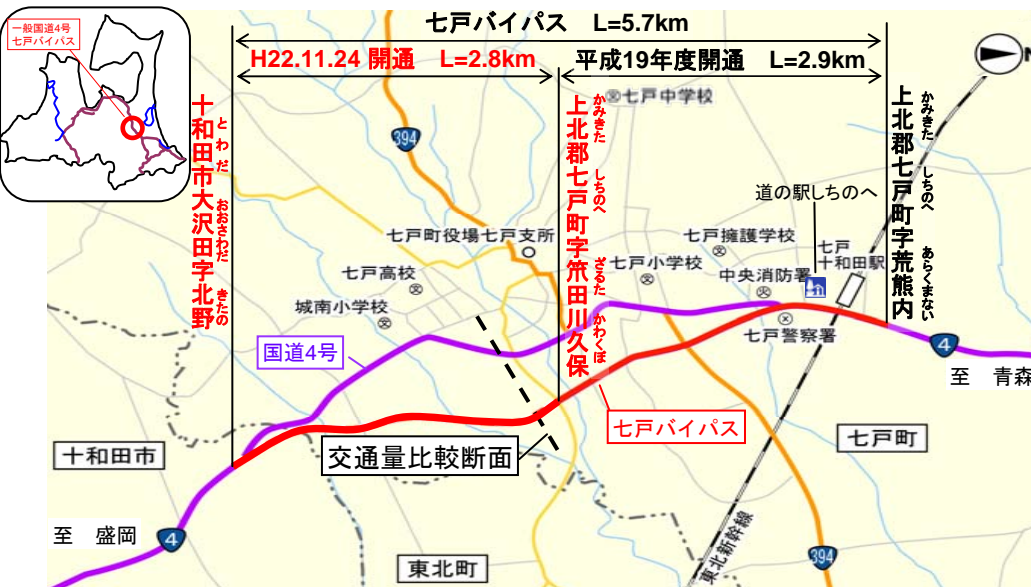 一般国道4号
七戸バイパス
七戸バイパス L=5.7km
H22.11.24 開通 L=2.8km
平成19年度開通 L=2.9km
N
十和田市大沢田字北野
とわだ おおさわだ きたの
上北郡七戸町字笊田川久保
かみきた しちのへ ざるた かわくぼ
上北郡七戸町字荒熊内
かみきた しちのへ あらくまない
394
七戸中学校
道の駅しちのへ
七戸町役場七戸支所
七戸擁護学校
七戸
十和田駅
七戸高校
七戸小学校
中央消防署
城南小学校
七戸警察署
国道4号
4
至 青森
七戸バイパス
七戸町
十和田市
交通量比較断面
至 盛岡
4
東北新幹線
394
東北町